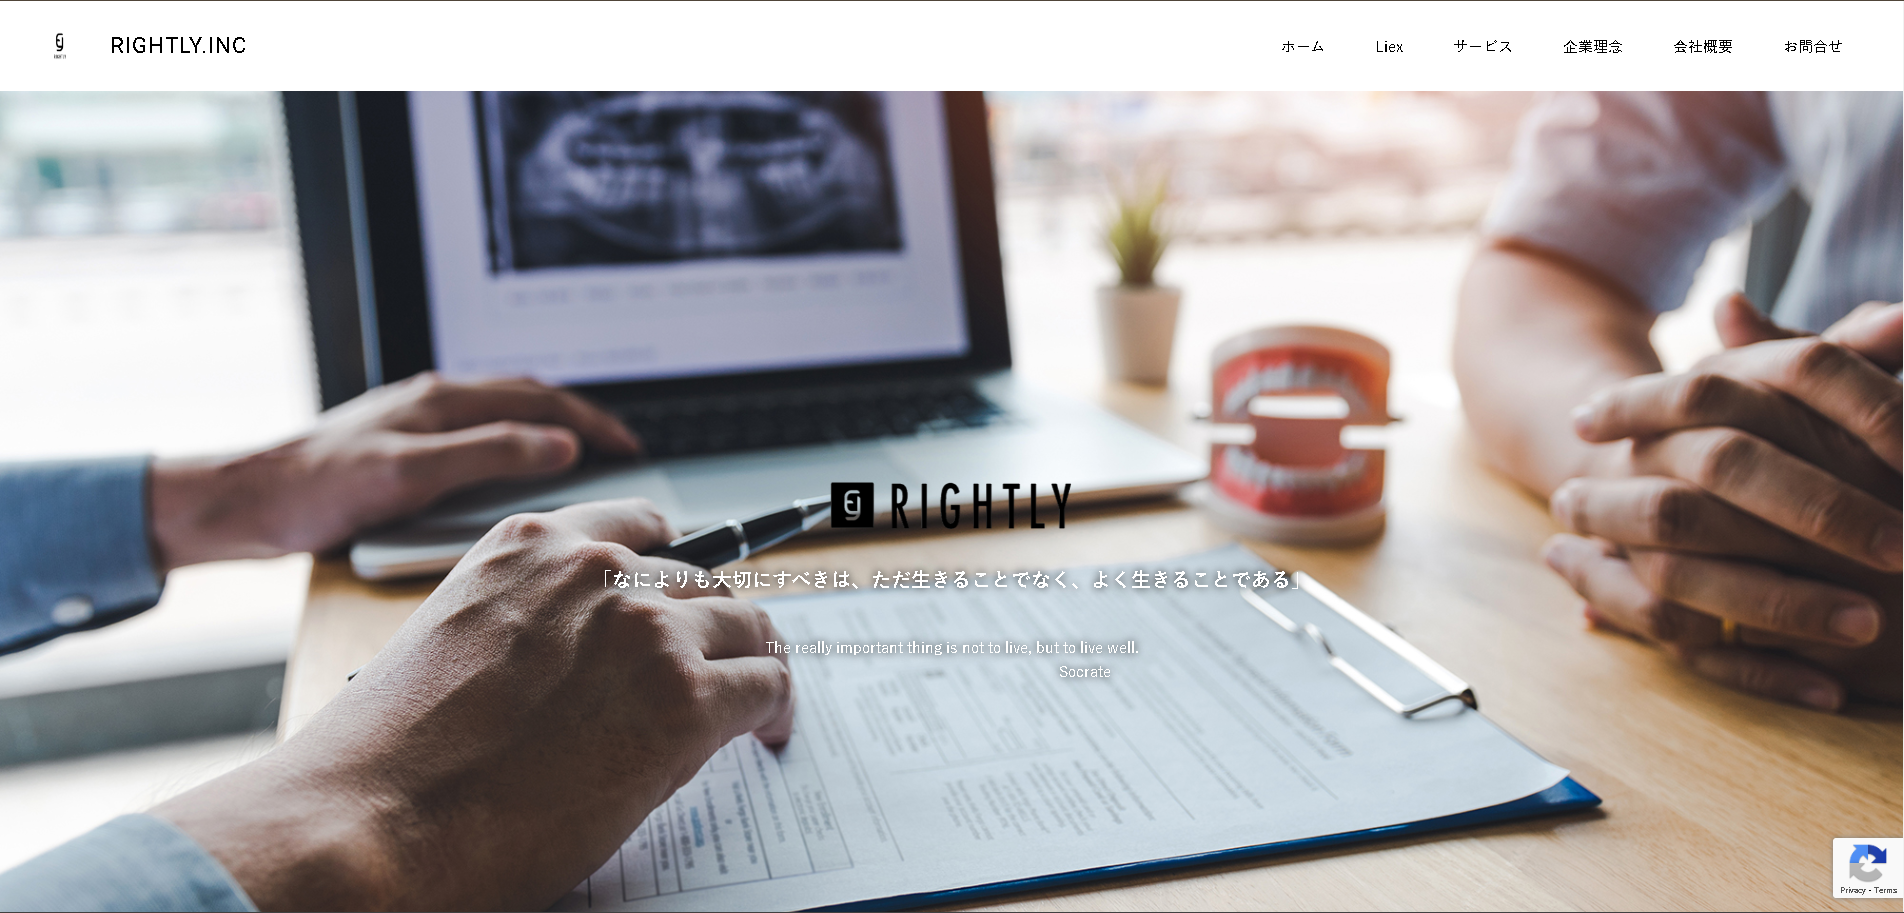 RIGHTLY.INC
ホーム
Liex
サービス
企業理念
会社概要
お問合せ
RIGHTLY
「なによりも大切にすべきは、ただ生きることでなく、よく生きることである」
The really important thing is not to live, but to live well.
Socrate
Privacy - Terms